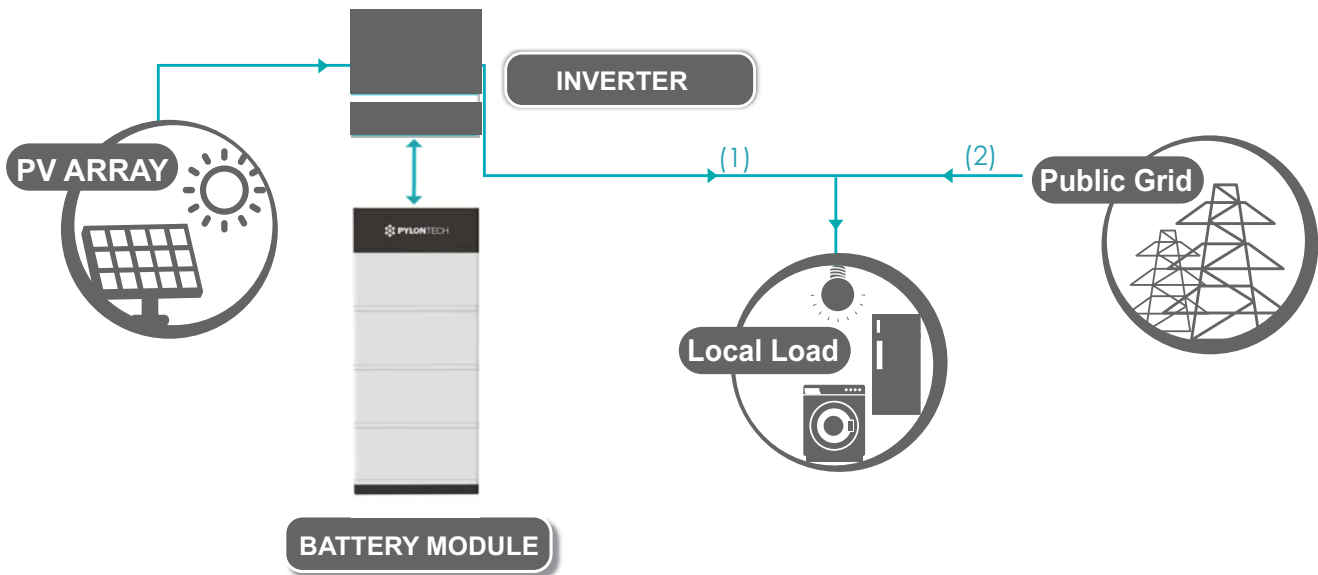 INVERTER
PV ARRAY
(1)
(2)
Public Grid
PYLONTECH
Local Load
BATTERY MODULE